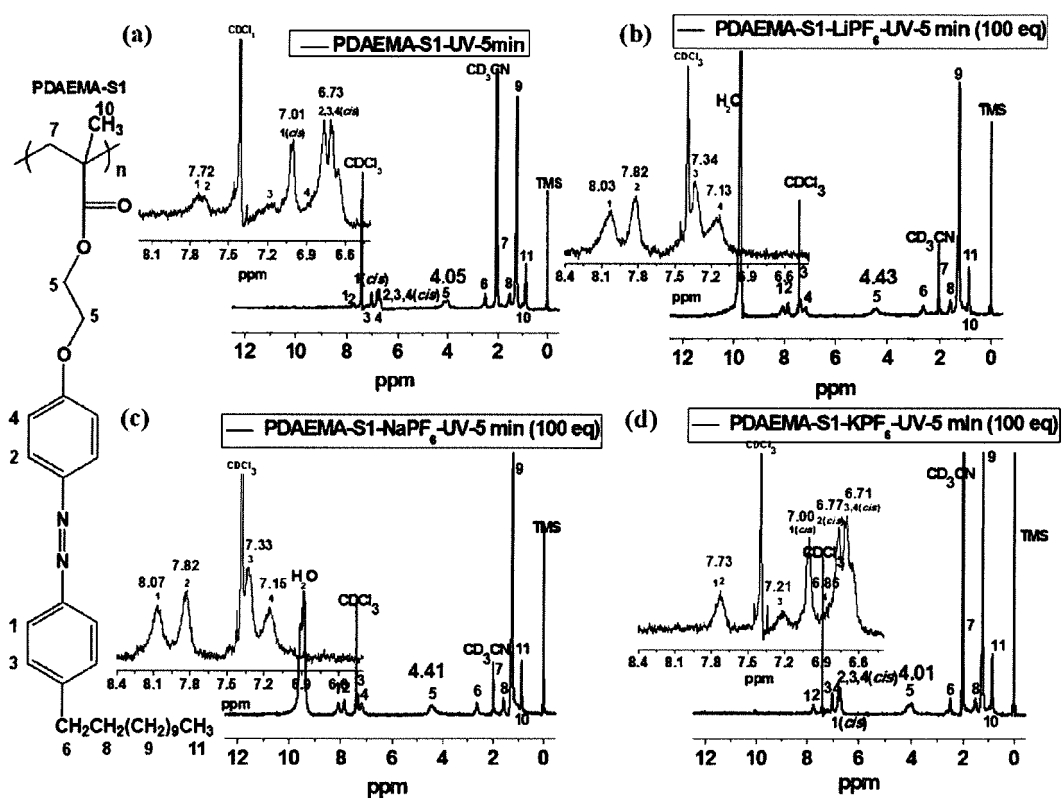 PDAEMA-S1
10
CH3
7
n
O
O
5
5
O
4
2
N
N
1
3
CH2CH2(CH2)9CH3
6 8 9 11
(a)
PDAEMA-S1-UV-5min
CDCl3
CD3CN
9
7.72
1 2
7.01
1(cis)
6.73
2,3,4(cis)
3
4
CDCl3
TMS
8.1 7.8 7.5 7.2 6.9 6.6
ppm
1(cis)
12
3 4
2,3,4(cis)
4.05
5
6
7
8
11
10
12 10 8 6 4 2 0
ppm
(b)
PDAEMA-S1-LiPF6-UV-5 min (100 eq)
CDCl3
H2O
9
TMS
8.03
1
7.82
2
7.34
3
7.13
4
CDCl3
CD3CN
8.4 8.1 7.8 7.5 7.2 6.9 6.6
ppm
12
3
4
4.43
5
6
7
8
11
10
12 10 8 6 4 2 0
ppm
(c)
PDAEMA-S1-NaPF6-UV-5 min (100 eq)
CDCl3
9
TMS
8.07
1
7.82
2
7.33
3
7.15
4
H2O
CDCl3
CD3CN
8.4 8.1 7.8 7.5 7.2 6.9 6.6
ppm
12
3
4
4.41
5
6
7
8
11
10
12 10 8 6 4 2 0
ppm
(d)
PDAEMA-S1-KPF6-UV-5 min (100 eq)
CDCl3
CD3CN
9
TMS
7.73
1 2
7.21
3
7.00
1(cis)
6.77
2(cis)
6.71
3,4(cis)
6.86
CDCl3
7.8 7.5 7.2 6.9 6.6
ppm
12
3 4
2,3,4(cis)
1(cis)
4.01
5
6
7
8
11
10
10 8 6 4 2 0
ppm